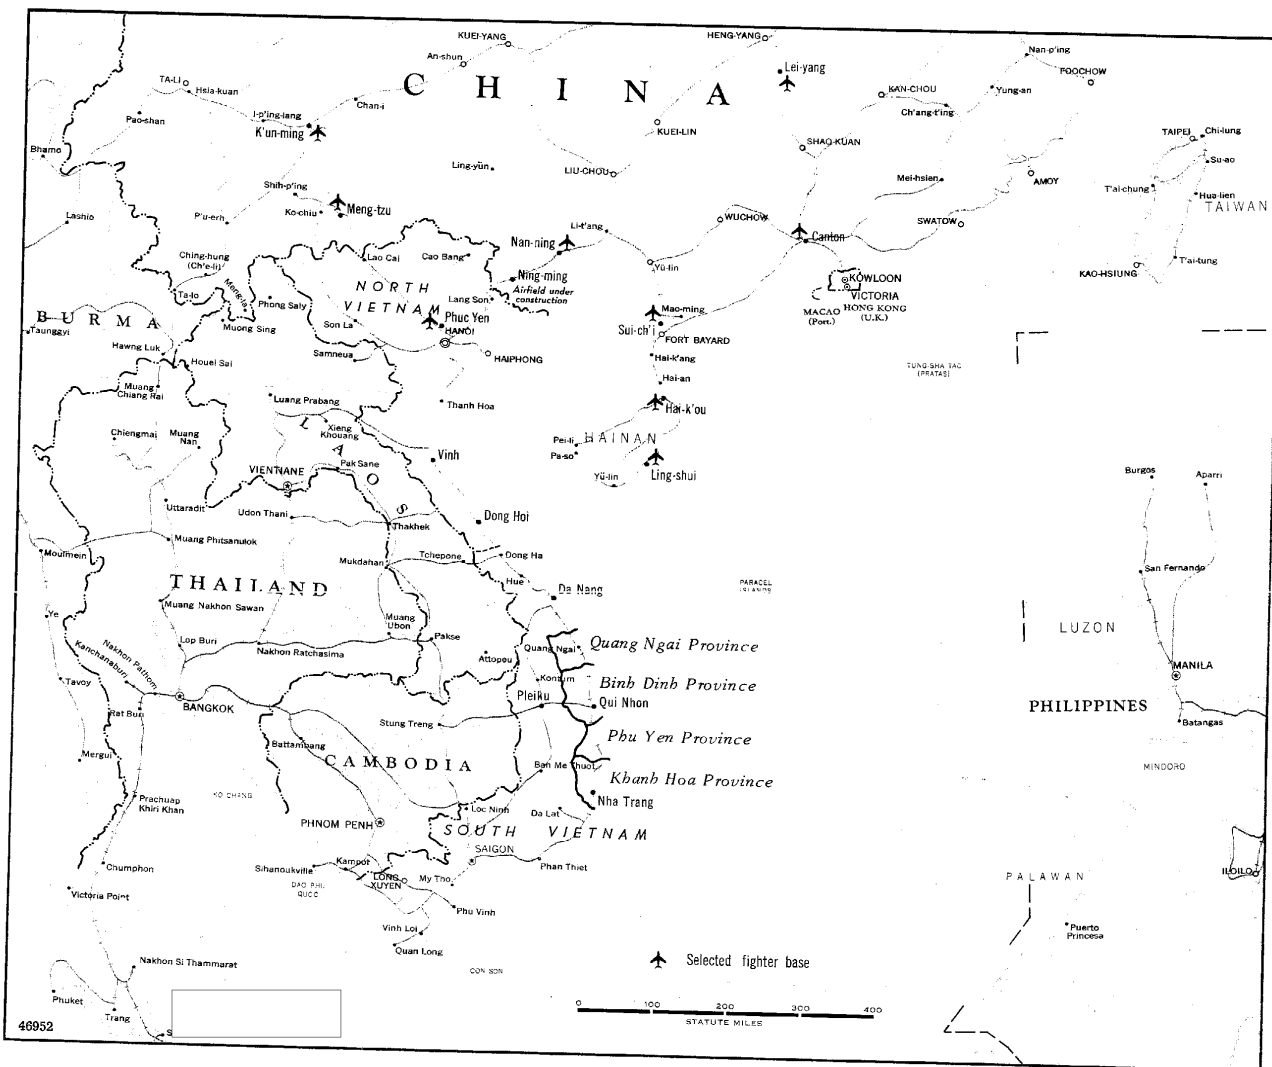 KUEI-YANG
HENG-YANG
Nan-p'ing
An-shun
Lei-yang
FOOCHOW
TA-LI
Hsia-kuan
CHINA
KAN-CHOU
Yung-an
Chan-i
Ch'ang-t'ing
Pao-shan
I-p'ing-lang
K'un-ming
KUEI-LIN
TAIPEI
Chi-lung
Bhamo
SHAO-KUAN
Su-ao
Ling-yün
LIU-CHOU
Mei-hsien
AMOY
T'ai-chung
Shih-p'ing
Hua-lien
TAIWAN
Lashio
P'u-erh
Ko-chiu
Meng-tzu
WUCHOW
SWATOW
Li-t'ang
Nan-ning
Canton
Ching-hung
(Ch'e-li)
Lao Cai
Cao Bang
Yü-lin
KAO-HSIUNG
T'ai-tung
Ning-ming
Airfield under
construction
KOWLOON
VICTORIA
HONG KONG
(U.K.)
MACAO
(Port.)
Ta-lo
Meng-la
Phong Saly
NORTH
VIETNAM
Lang Son
Mao-ming
BURMA
Taunggyi
Muong Sing
Son La
Phuc Yen
HANOI
Sui-ch'i
FORT BAYARD
Hawng Luk
Houei Sai
Samneua
HAIPHONG
Hai-k'ang
TUNG-SHA TAO
(PRATAS)
Muang
Chiang Rai
Hai-an
Luang Prabang
Thanh Hoa
Hai-k'ou
Chiengmai
Muang
Nan
Xieng
Khouang
LAOS
Pei-li
Pa-so
HAINAN
Vinh
VIENTIANE
Pak Sane
Yü-lin
Ling-shui
Burgos
Aparri
Uttaradit
Udon Thani
Thakhek
Dong Hoi
Moulmein
Muang Phitsanulok
Mukdahan
Tchepone
Dong Ha
San Fernando
THAILAND
Hue
Da Nang
PARACEL
ISLANDS
Ye
Muang Nakhon Sawan
Muang
Ubon
LUZON
Lop Buri
Nakhon Ratchasima
Pakse
Quang Ngai
Quang Ngai Province
Nakhon Pathom
Kanchanaburi
Attopeu
MANILA
Tavoy
Kontum
Binh Dinh Province
Rat Buri
BANGKOK
Pleiku
Qui Nhon
PHILIPPINES
Stung Treng
Batangas
Mergui
Battambang
Phu Yen Province
CAMBODIA
Ban Me Thuot
MINDORO
Khanh Hoa Province
KO CHANG
Prachuap
Khiri Khan
Loc Ninh
Da Lat
Nha Trang
PHNOM PENH
SOUTH VIETNAM
SAIGON
Chumphon
Sihanoukville
Kampot
Phan Thiet
ILOILO
DAO PHU
QUOC
LONG
XUYEN
My Tho
PALAWAN
Victoria Point
Phu Vinh
Vinh Loi
Puerto
Princesa
Quan Long
Nakhon Si Thammarat
CON SON
Selected fighter base
Phuket
Trang
0 100 200 300 400
STATUTE MILES
46952
S